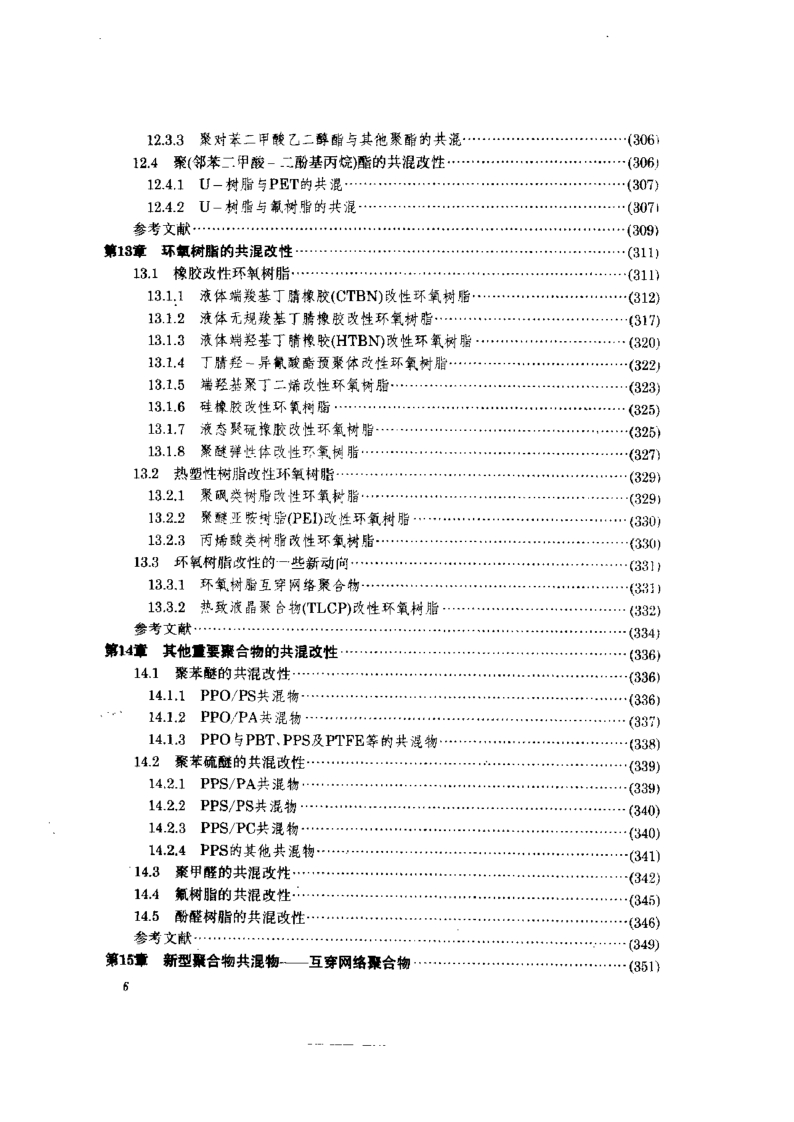 12.3.3 聚对苯二甲酸乙二醇酯与其他聚酯的共混……(306)
12.4 聚(邻苯二甲酸-二酚基丙烷)酯的共混改性……(306)
12.4.1 U-树脂与PET的共混……(307)
12.4.2 U-树脂与氟树脂的共混……(307)
参考文献……(309)
第13章 环氧树脂的共混改性……(311)
13.1 橡胶改性环氧树脂……(311)
13.1.1 液体端羧基丁腈橡胶(CTBN)改性环氧树脂……(312)
13.1.2 液体无规羧基丁腈橡胶改性环氧树脂……(317)
13.1.3 液体端羟基丁腈橡胶(HTBN)改性环氧树脂……(320)
13.1.4 丁腈羟-异氰酸酯预聚体改性环氧树脂……(322)
13.1.5 端羟基聚丁二烯改性环氧树脂……(323)
13.1.6 硅橡胶改性环氧树脂……(325)
13.1.7 液态聚硫橡胶改性环氧树脂……(325)
13.1.8 聚醚弹性体改性环氧树脂……(327)
13.2 热塑性树脂改性环氧树脂……(329)
13.2.1 聚砜类树脂改性环氧树脂……(329)
13.2.2 聚醚亚胺树脂(PEI)改性环氧树脂……(330)
13.2.3 丙烯酸类树脂改性环氧树脂……(330)
13.3 环氧树脂改性的一些新动向……(331)
13.3.1 环氧树脂互穿网络聚合物……(331)
13.3.2 热致液晶聚合物(TLCP)改性环氧树脂……(332)
参考文献……(334)
第14章 其他重要聚合物的共混改性……(336)
14.1 聚苯醚的共混改性……(336)
14.1.1 PPO/PS共混物……(336)
14.1.2 PPO/PA共混物……(337)
14.1.3 PPO与PBT、PPS及PTFE等的共混物……(338)
14.2 聚苯硫醚的共混改性……(339)
14.2.1 PPS/PA共混物……(339)
14.2.2 PPS/PS共混物……(340)
14.2.3 PPS/PC共混物……(340)
14.2.4 PPS的其他共混物……(341)
14.3 聚甲醛的共混改性……(342)
14.4 氟树脂的共混改性……(345)
14.5 酚醛树脂的共混改性……(346)
参考文献……(349)
第15章 新型聚合物共混物——互穿网络聚合物……(351)
6